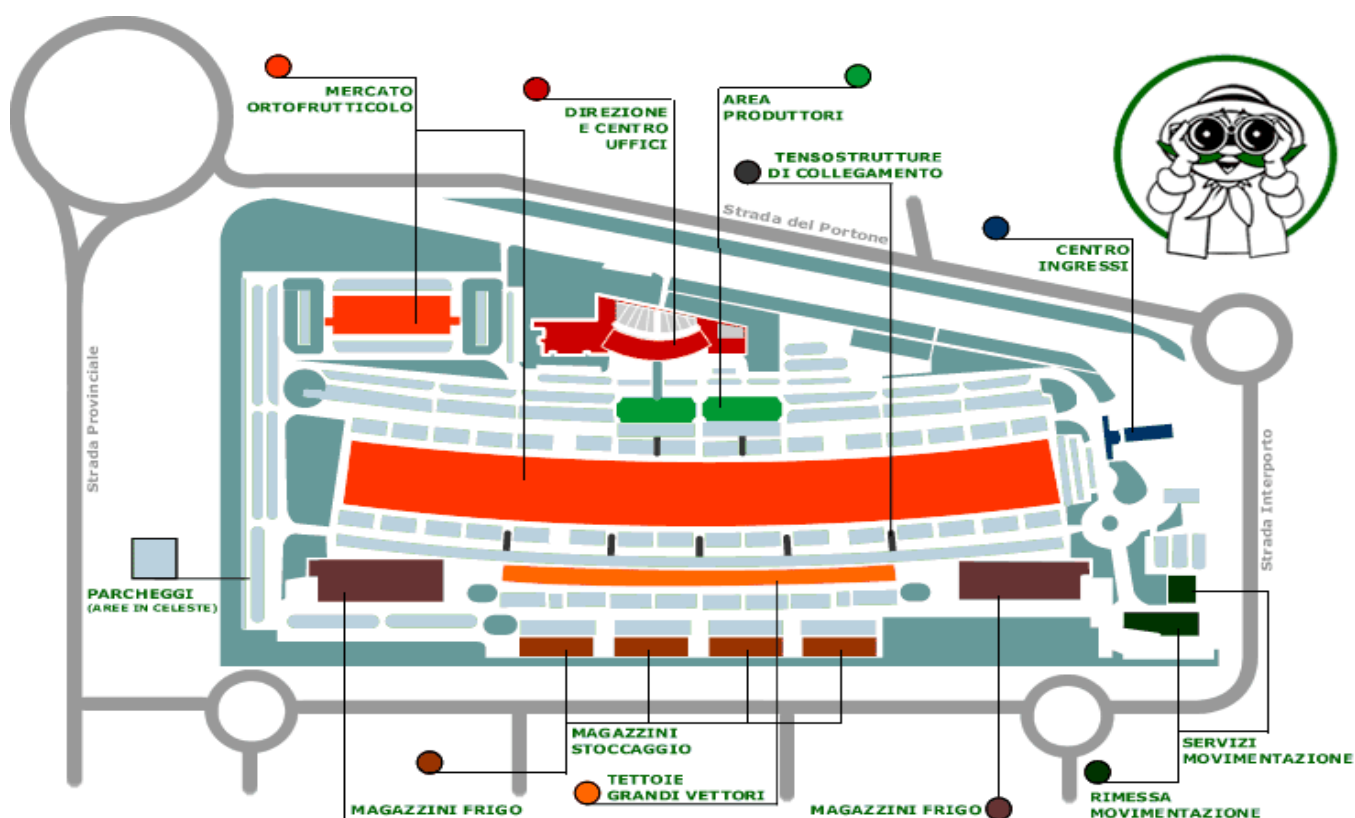 MERCATO
ORTOFRUTTICOLO
DIREZIONE
E CENTRO
UFFICI
AREA
PRODUTTORI
TENSOSTRUTTURE
DI COLLEGAMENTO
Strada del Portone
CENTRO
INGRESSI
Strada Provinciale
Strada Interporto
PARCHEGGI
(AREE IN CELESTE)
MAGAZZINI
STOCCAGGIO
SERVIZI
MOVIMENTAZIONE
TETTOIE
GRANDI VETTORI
MAGAZZINI FRIGO
MAGAZZINI FRIGO
RIMESSA
MOVIMENTAZIONE